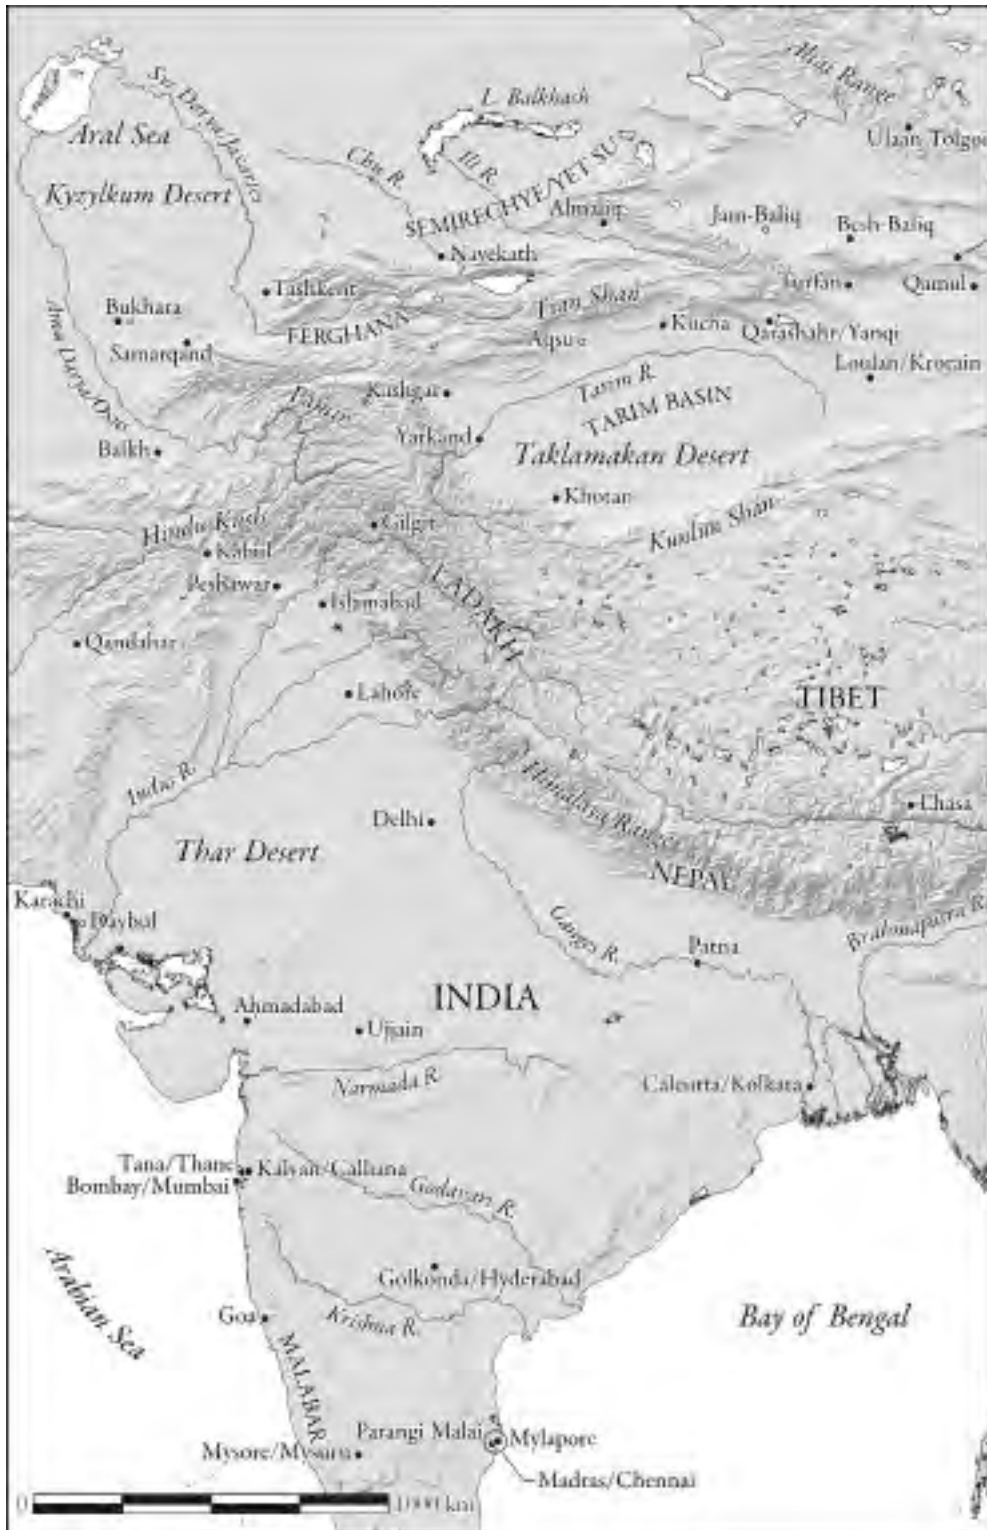 Altai Range
Syr Darya/Jaxartes
L. Balkhash
Aral Sea
Ulaan Tolgoi
Chu R.
Ili R.
Kyzylkum Desert
SEMIRECHYE/YET SU
Almaliq
Jam-Baliq
Besh-Baliq
Navekath
Tashkent
Turfan
Qumul
Tian Shan
Bukhara
FERGHANA
Kucha
Qarashahr/Yanqi
Amu Darya/Oxus
Samarqand
Aqsu
Loulan/Krorain
Kashgar
Tarim R.
Pamir
TARIM BASIN
Yarkand
Balkh
Taklamakan Desert
Khotan
Hindu Kush
Gilgit
Kunlun Shan
Kabul
Peshawar
Islamabad
LADAKH
Qandahar
Lahore
TIBET
Indus R.
Himalaya Range
Lhasa
Delhi
Thar Desert
NEPAL
Karachi
Daybul
Ganges R.
Brahmaputra R.
Patna
INDIA
Ahmadabad
Ujjain
Narmada R.
Calcutta/Kolkata
Tana/Thane
Kalyan/Calliana
Bombay/Mumbai
Godavari R.
Arabian Sea
Golkonda/Hyderabad
Goa
Krishna R.
Bay of Bengal
MALABAR
Parangi Malai
Mylapore
Mysore/Mysuru
Madras/Chennai
0
1000 km